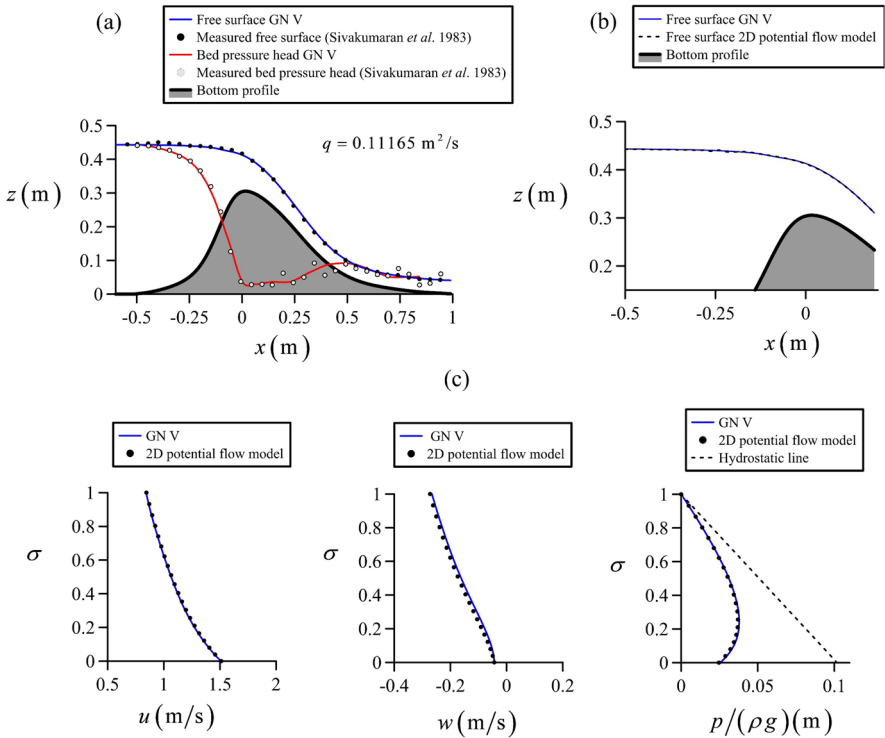 (a)
Free surface GN V
Measured free surface (Sivakumaran et al. 1983)
Bed pressure head GN V
Measured bed pressure head (Sivakumaran et al. 1983)
Bottom profile
0.5
0.4
0.3
0.2
0.1
0
z (m)
q = 0.11165 m²/s
-0.5 -0.25 0 0.25 0.5 0.75 1
x (m)
(b)
Free surface GN V
Free surface 2D potential flow model
Bottom profile
0.5
0.4
0.3
0.2
z (m)
-0.5 -0.25 0
x (m)
(c)
GN V
2D potential flow model
1
0.8
0.6
0.4
0.2
0
σ
0 0.5 1 1.5 2
u (m/s)
GN V
2D potential flow model
1
0.8
0.6
0.4
0.2
0
σ
-0.4 -0.2 -0 0.2
w (m/s)
GN V
2D potential flow model
Hydrostatic line
1
0.8
0.6
0.4
0.2
0
σ
0 0.05 0.1
p/(ρg)(m)